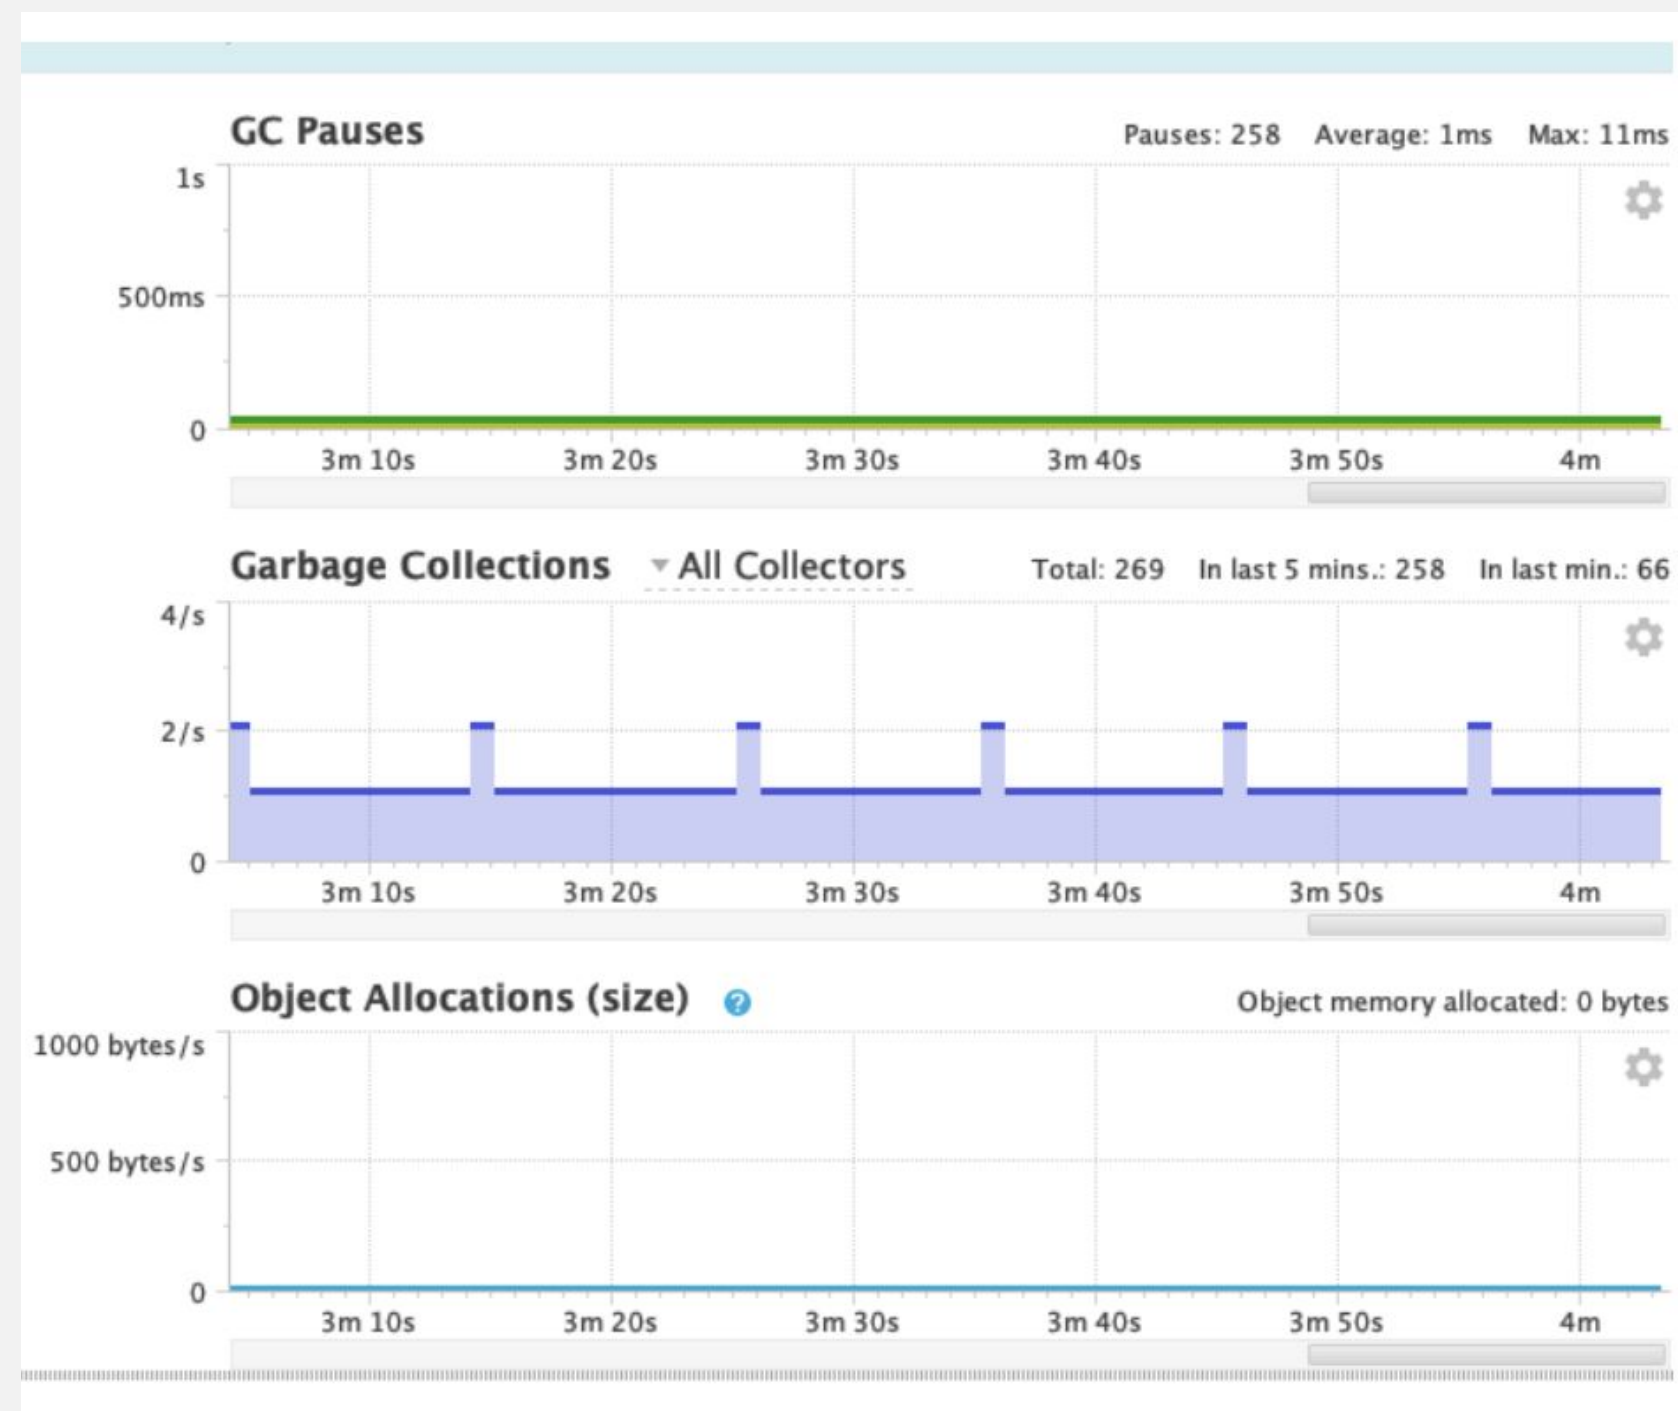 GC Pauses Pauses: 258 Average: 1ms Max: 11ms
1s
500ms
0
3m 10s 3m 20s 3m 30s 3m 40s 3m 50s 4m
Garbage Collections All Collectors Total: 269 In last 5 mins.: 258 In last min.: 66
4/s
2/s
0
3m 10s 3m 20s 3m 30s 3m 40s 3m 50s 4m
Object Allocations (size) ? Object memory allocated: 0 bytes
1000 bytes/s
500 bytes/s
0
3m 10s 3m 20s 3m 30s 3m 40s 3m 50s 4m